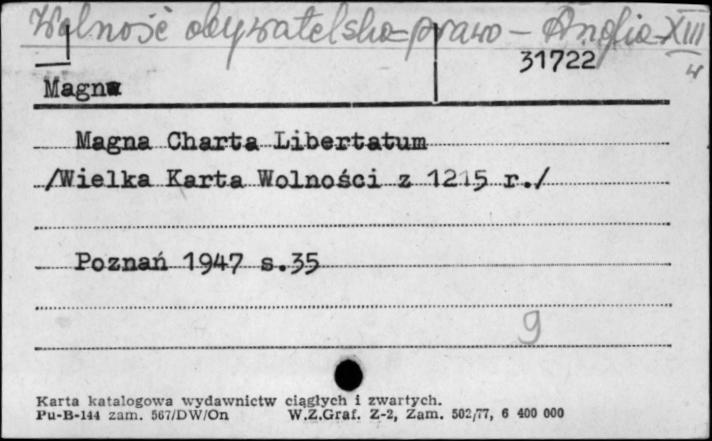 Wolność obywatelska=prawo – Anglia – XIII w
31722
Magna
Magna Charta Libertatum
/Wielka Karta Wolności z 1215 r./
Poznań 1947 s.35
9
Karta katalogowa wydawnictw ciągłych i zwartych.
Pu-B-144 zam. 567/DW/On W.Z.Graf. Z-2, Zam. 502/77, 6 400 000